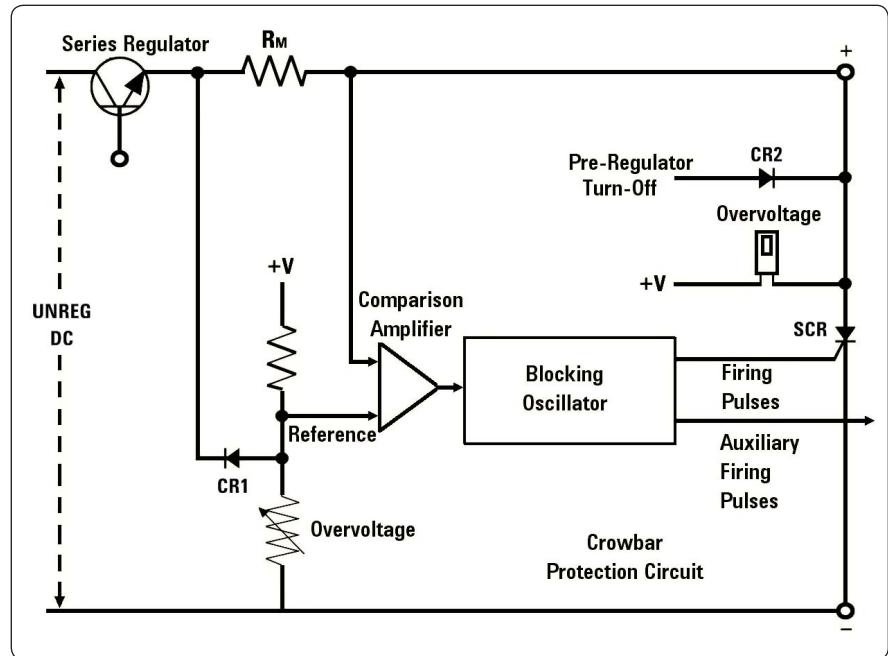 Series Regulator
RM
+
Pre-Regulator
Turn-Off
CR2
Overvoltage
+V
+V
Comparison
Amplifier
UNREG
DC
SCR
Blocking
Oscillator
Firing
Pulses
Reference
CR1
Auxiliary
Firing
Pulses
Overvoltage
Crowbar
Protection Circuit
−